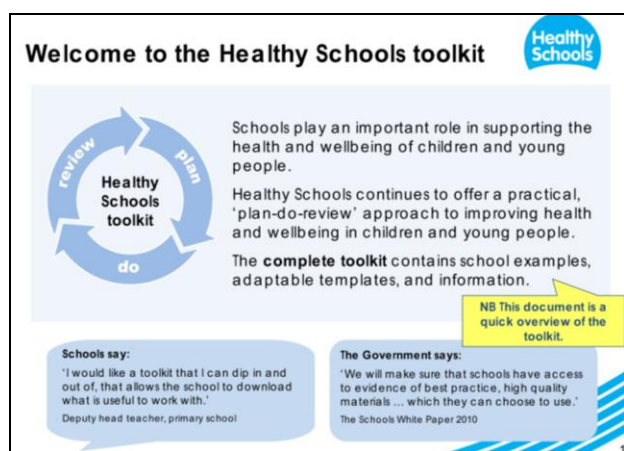 Welcome to the Healthy Schools toolkit
Healthy
Schools
review
plan
do
Healthy
Schools
toolkit
Schools play an important role in supporting the
health and wellbeing of children and young
people.
Healthy Schools continues to offer a practical,
‘plan-do-review’ approach to improving health
and wellbeing in children and young people.
The complete toolkit contains school examples,
adaptable templates, and information.
NB This document is a
quick overview of the
toolkit.
Schools say:
‘I would like a toolkit that I can dip in and
out of, that allows the school to download
what is useful to work with.’
Deputy head teacher, primary school
The Government says:
‘We will make sure that schools have access
to evidence of best practice, high quality
materials ... which they can choose to use.’
The Schools White Paper 2010
1